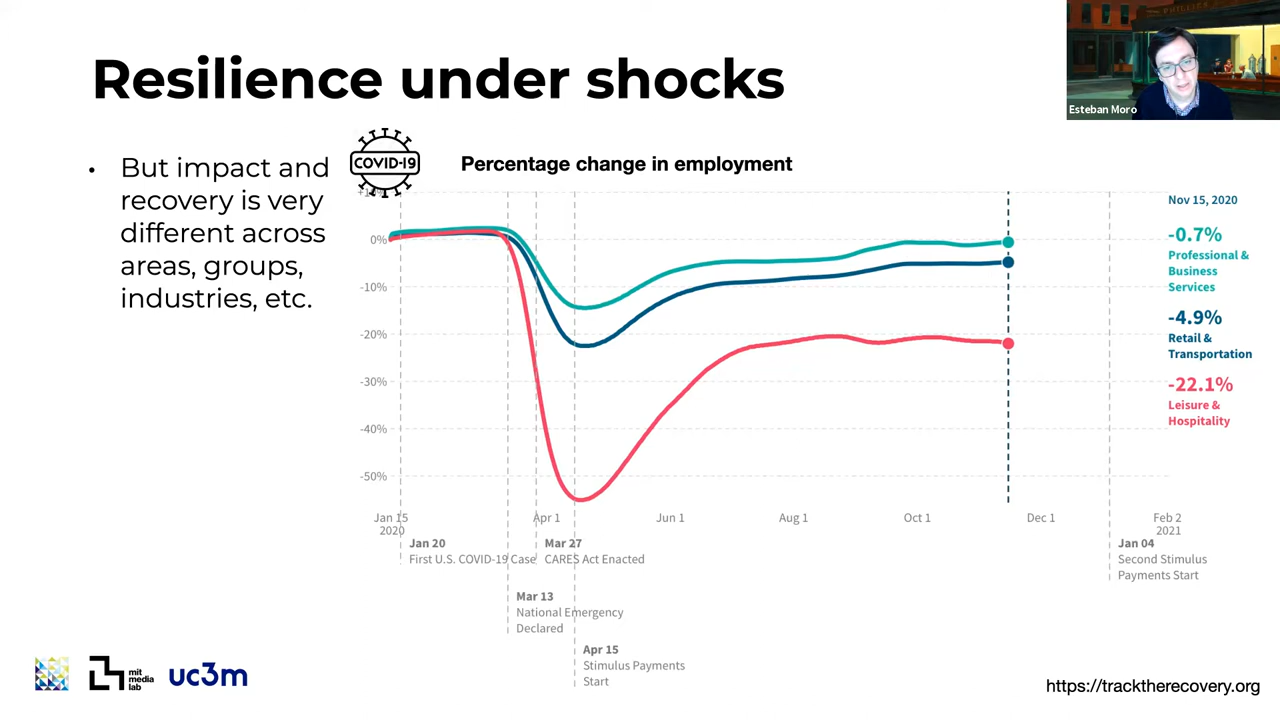 Resilience under shocks
Esteban Moro
• But impact and
recovery is very
different across
areas, groups,
industries, etc.
COVID-19
Percentage change in employment
0%
-10%
-20%
-30%
-40%
-50%
Nov 15, 2020
-0.7%
Professional &
Business
Services
-4.9%
Retail &
Transportation
-22.1%
Leisure &
Hospitality
Jan 15
2020
Apr 1
Jun 1
Aug 1
Oct 1
Dec 1
Feb 2
2021
Jan 20
First U.S. COVID-19 Case
Mar 27
CARES Act Enacted
Jan 04
Second Stimulus
Payments Start
Mar 13
National Emergency
Declared
Apr 15
Stimulus Payments
Start
mit
media
lab
uc3m
https://tracktherecovery.org